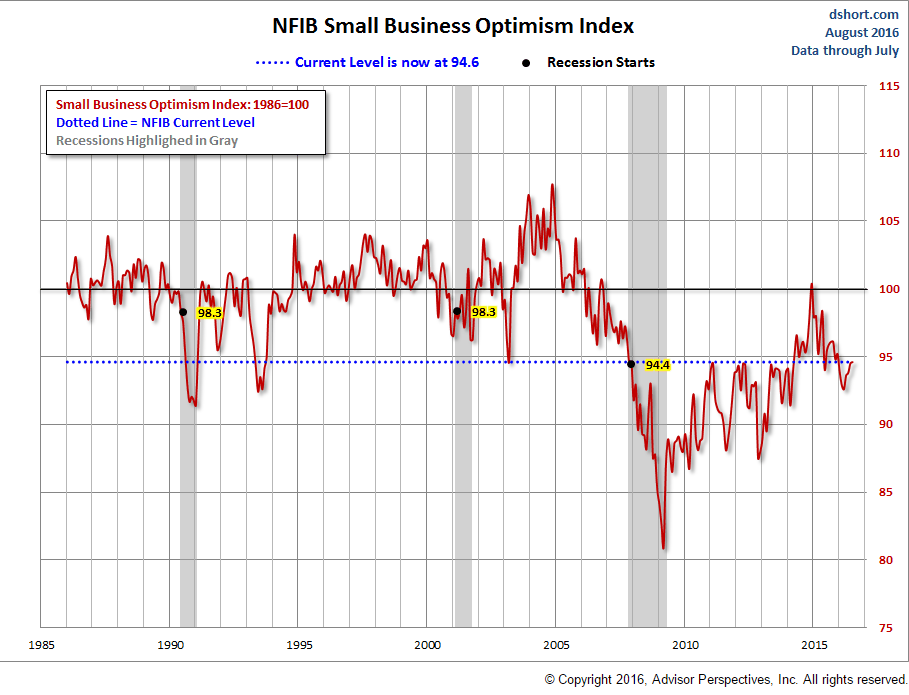 NFIB Small Business Optimism Index
dshort.com
August 2016
Data through July
Current Level is now at 94.6
Recession Starts
Small Business Optimism Index: 1986=100
Dotted Line = NFIB Current Level
Recessions Highlighed in Gray
115
110
105
100
95
90
85
80
75
98.3
98.3
94.4
1985 1990 1995 2000 2005 2010 2015
© Copyright 2016, Advisor Perspectives, Inc. All rights reserved.